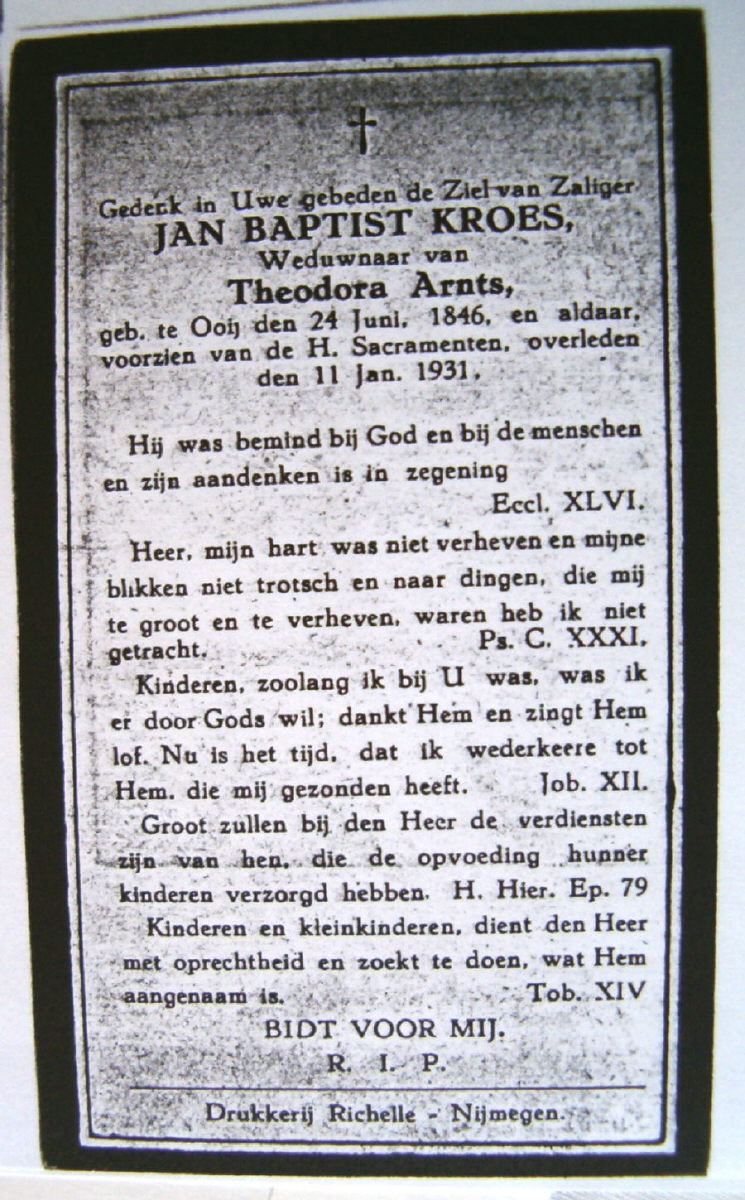 Gedenk in Uwe gebeden de Ziel van Zaliger
JAN BAPTIST KROES,
Weduwnaar van
Theodora Arnts,
geb. te Ooij den 24 Juni. 1846, en aldaar,
voorzien van de H. Sacramenten, overleden
den 11 Jan. 1931.
Hij was bemind bij God en bij de menschen
en zijn aandenken is in zegening
Eccl. XLVI.
Heer, mijn hart was niet verheven en mijne
blikken niet trotsch en naar dingen, die mij
te groot en te verheven, waren heb ik niet
getracht. Ps. C. XXXI.
Kinderen, zoolang ik bij U was, was ik
er door Gods wil; dankt Hem en zingt Hem
lof. Nu is het tijd, dat ik wederkeere tot
Hem, die mij gezonden heeft. Job. XII.
Groot zullen bij den Heer de verdiensten
zijn van hen, die de opvoeding hunner
kinderen verzorgd hebben. H. Hier. Ep. 79
Kinderen en kleinkinderen, dient den Heer
met oprechtheid en zoekt te doen, wat Hem
aangenaam is. Tob. XIV
BIDT VOOR MIJ.
R. I. P.
Drukkerij Richelle - Nijmegen.